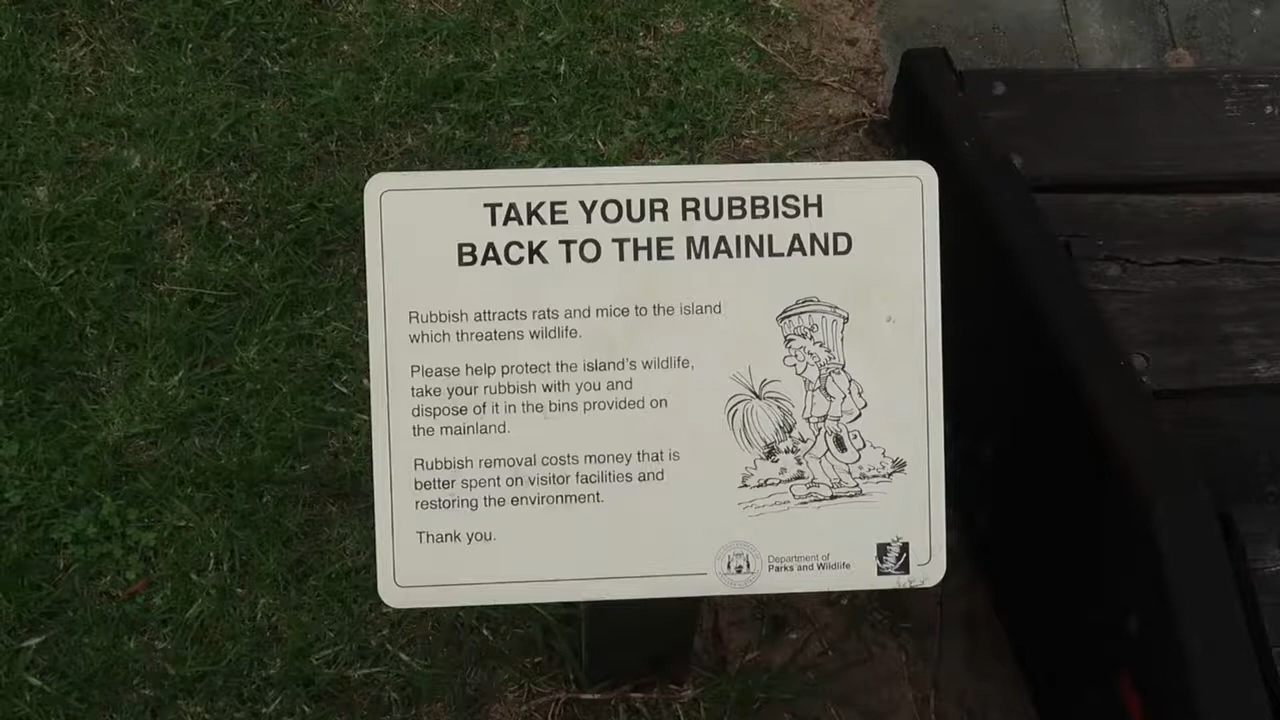 TAKE YOUR RUBBISH
BACK TO THE MAINLAND
Rubbish attracts rats and mice to the island
which threatens wildlife.
Please help protect the island's wildlife,
take your rubbish with you and
dispose of it in the bins provided on
the mainland.
Rubbish removal costs money that is
better spent on visitor facilities and
restoring the environment.
Thank you.
Department of
Parks and Wildlife